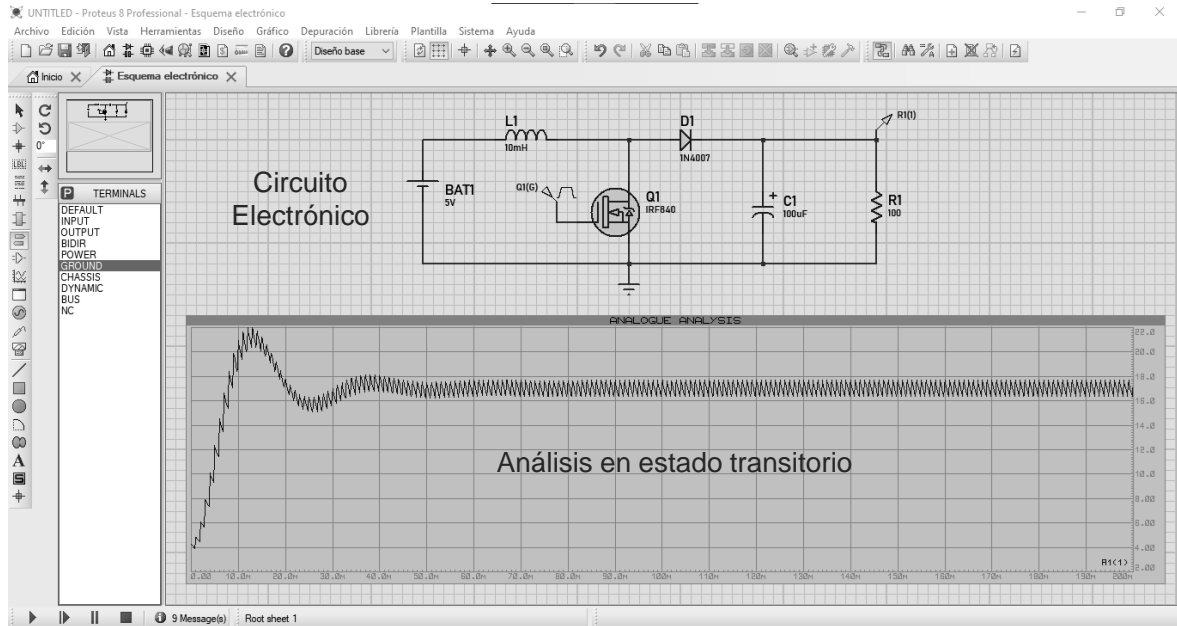 UNTITLED - Proteus 8 Professional - Esquema electrónico
Archivo Edición Vista Herramientas Diseño Gráfico Depuración Librería Plantilla Sistema Ayuda
Diseño base
Inicio
Esquema electrónico
0°
LBL
P TERMINALS
DEFAULT
INPUT
OUTPUT
BIDIR
POWER
GROUND
CHASSIS
DYNAMIC
BUS
NC
A
S
Circuito
Electrónico
L1
10mH
D1
1N4007
R1(1)
BAT1
5V
Q1(G)
Q1
IRF840
C1
100uF
R1
100
ANALOGUE ANALYSIS
22.0
20.0
18.0
16.0
14.0
12.0
10.0
8.00
6.00
4.00
2.00
Análisis en estado transitorio
R1(1)
0.00 10.0m 20.0m 30.0m 40.0m 50.0m 60.0m 70.0m 80.0m 90.0m 100m 110m 120m 130m 140m 150m 160m 170m 180m 190m 200m
9 Message(s) Root sheet 1